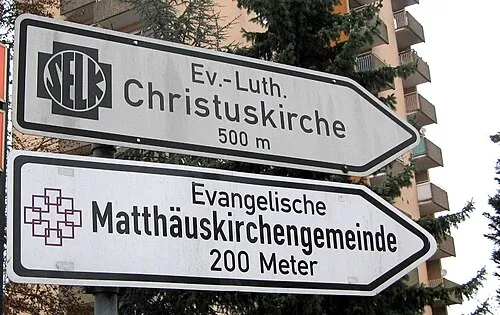 SELK
Ev.-Luth.
Christuskirche
500 m
Evangelische
Matthäuskirchengemeinde
200 Meter